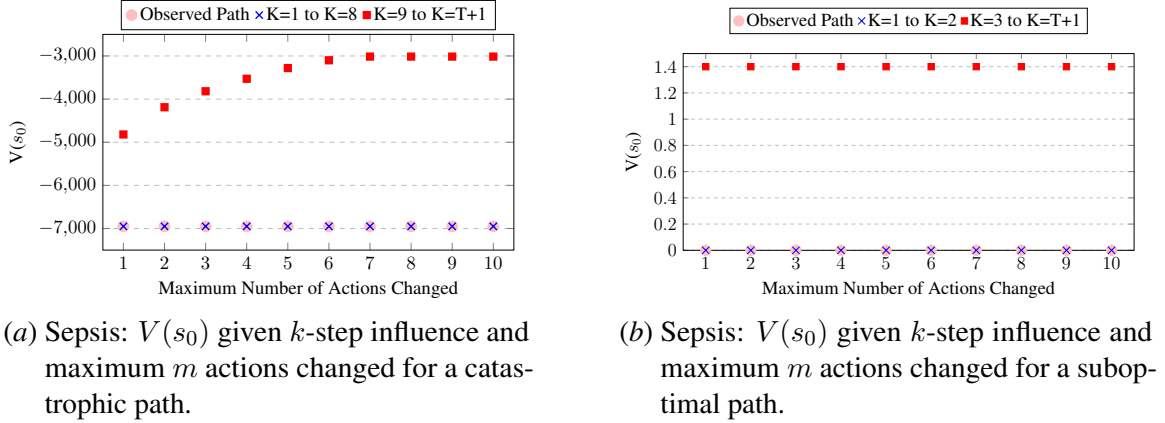 Observed Path K=1 to K=8 K=9 to K=T+1
−3,000
−4,000
−5,000
−6,000
−7,000
V(s0)
1 2 3 4 5 6 7 8 9 10
Maximum Number of Actions Changed
(a) Sepsis: V(s0) given k-step influence and
maximum m actions changed for a catas-
trophic path.
Observed Path K=1 to K=2 K=3 to K=T+1
1.4
1.2
1
0.8
0.6
0.4
0.2
0
V(s0)
1 2 3 4 5 6 7 8 9 10
Maximum Number of Actions Changed
(b) Sepsis: V(s0) given k-step influence and
maximum m actions changed for a subop-
timal path.